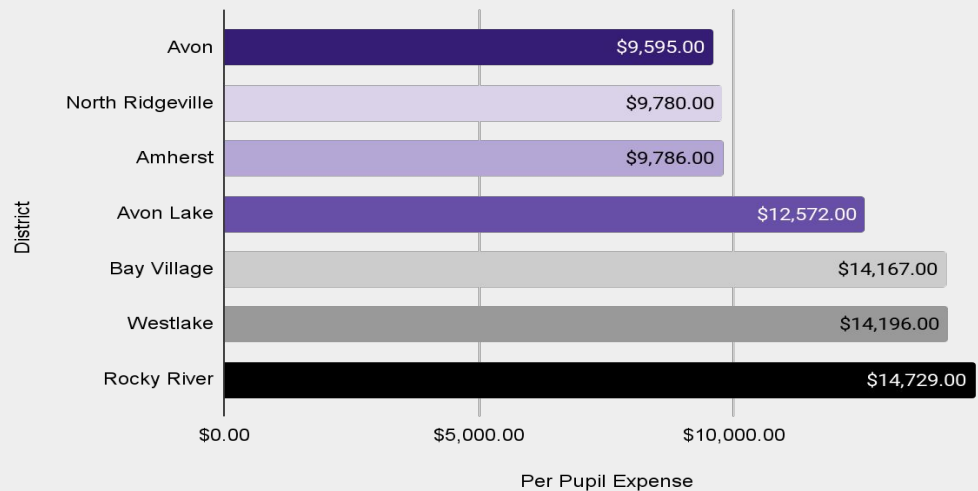 District
Avon $9,595.00
North Ridgeville $9,780.00
Amherst $9,786.00
Avon Lake $12,572.00
Bay Village $14,167.00
Westlake $14,196.00
Rocky River $14,729.00
$0.00 $5,000.00 $10,000.00
Per Pupil Expense